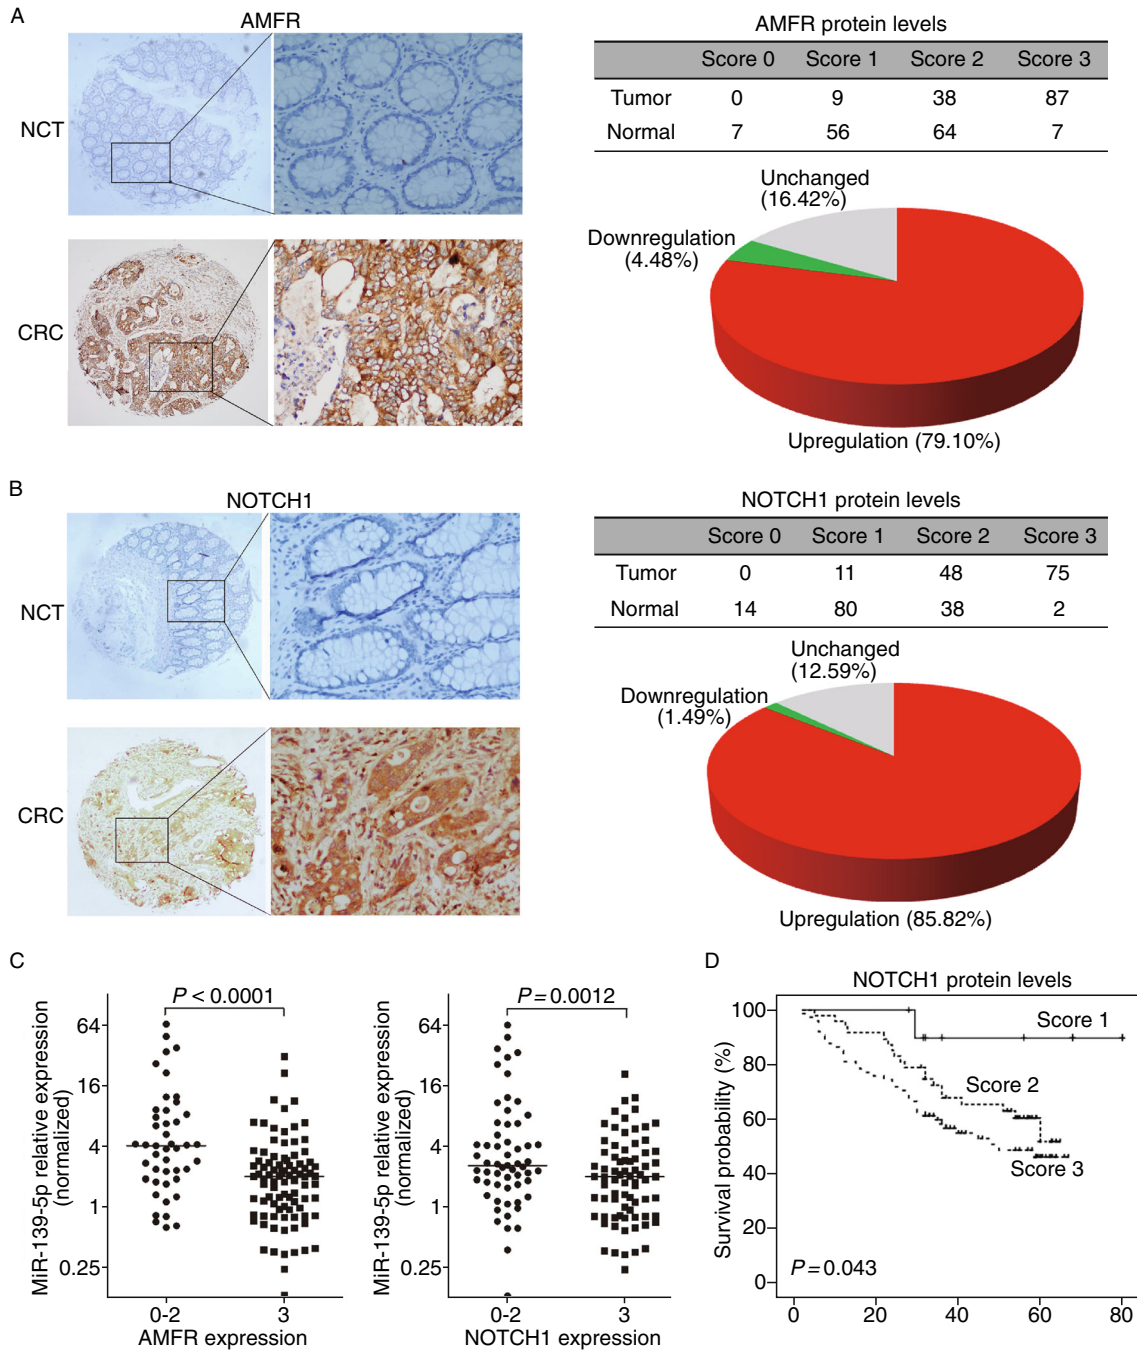 A
AMFR
NCT
CRC
AMFR protein levels
Score 0 Score 1 Score 2 Score 3
Tumor 0 9 38 87
Normal 7 56 64 7
Unchanged
(16.42%)
Downregulation
(4.48%)
Upregulation (79.10%)
B
NOTCH1
NCT
CRC
NOTCH1 protein levels
Score 0 Score 1 Score 2 Score 3
Tumor 0 11 48 75
Normal 14 80 38 2
Unchanged
(12.59%)
Downregulation
(1.49%)
Upregulation (85.82%)
C
MiR-139-5p relative expression
(normalized)
P < 0.0001
64
16
4
1
0.25
0-2 3
AMFR expression
MiR-139-5p relative expression
(normalized)
P = 0.0012
64
16
4
1
0.25
0-2 3
NOTCH1 expression
D
NOTCH1 protein levels
Survival probability (%)
100
80
60
40
20
0
Score 1
Score 2
Score 3
P = 0.043
0 20 40 60 80